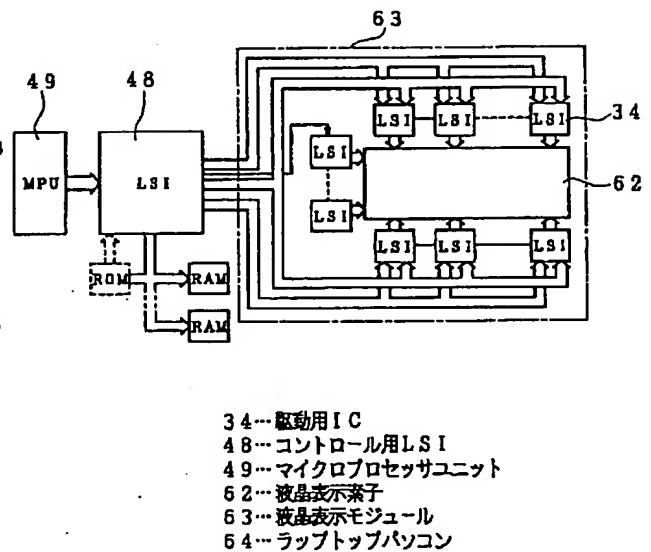 63
49
48
LSI
LSI
LSI
34
MPU
LSI
LSI
62
LSI
LSI
LSI
LSI
ROM
RAM
RAM
34…駆動用IC
48…コントロール用LSI
49…マイクロプロセッサユニット
62…液晶表示素子
63…液晶表示モジュール
64…ラップトップパソコン